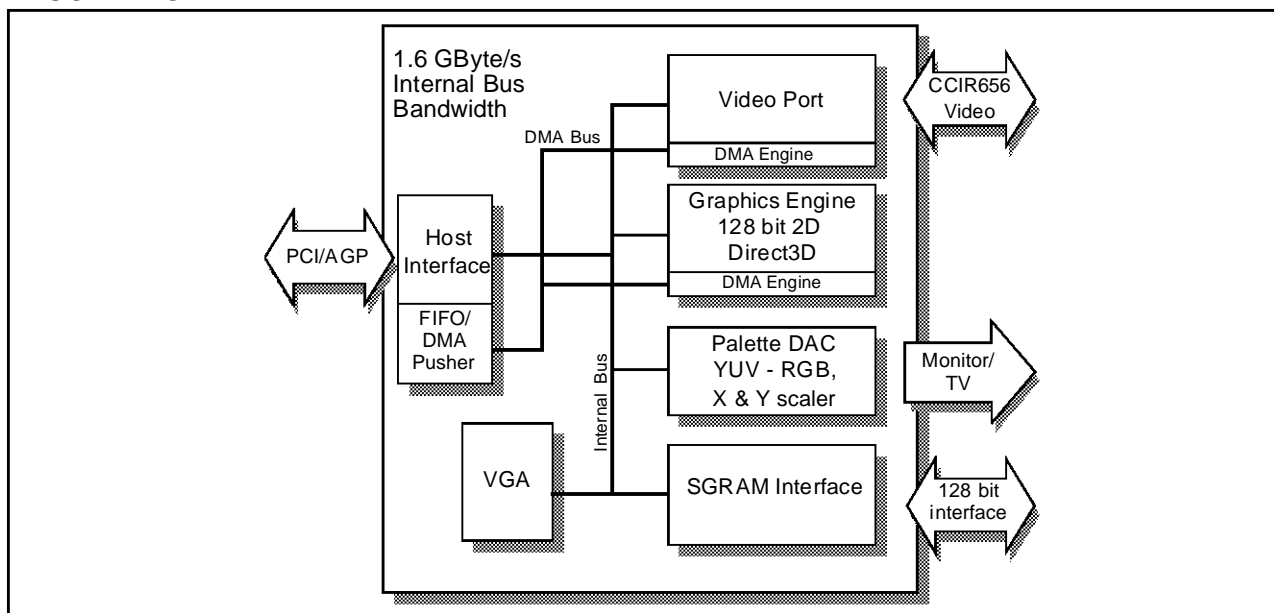 1.6 GByte/s
Internal Bus
Bandwidth
DMA Bus
Video Port
DMA Engine
CCIR656
Video
PCI/AGP
Host
Interface
FIFO/
DMA
Pusher
Graphics Engine
128 bit 2D
Direct3D
DMA Engine
Internal Bus
Palette DAC
YUV - RGB,
X & Y scaler
Monitor/
TV
VGA
SGRAM Interface
128 bit
interface